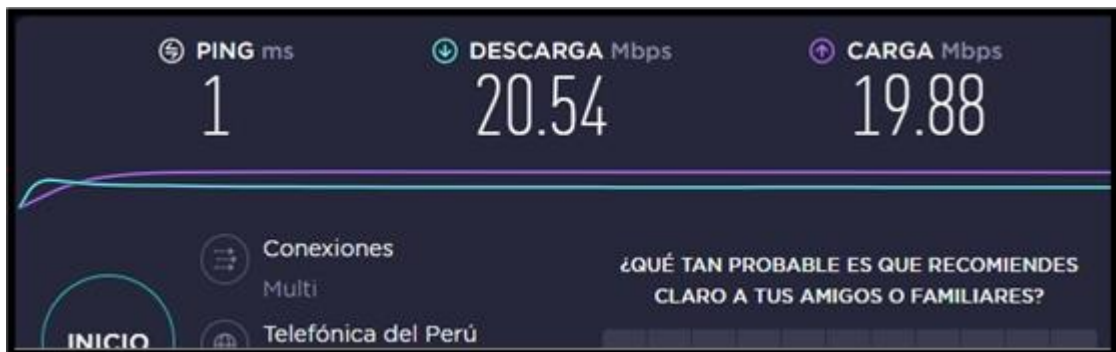 PING ms
DESCARGA Mbps
CARGA Mbps
1
20.54
19.88
Conexiones
Multi
¿QUÉ TAN PROBABLE ES QUE RECOMIENDES
CLARO A TUS AMIGOS O FAMILIARES?
INICIO
Telefónica del Perú